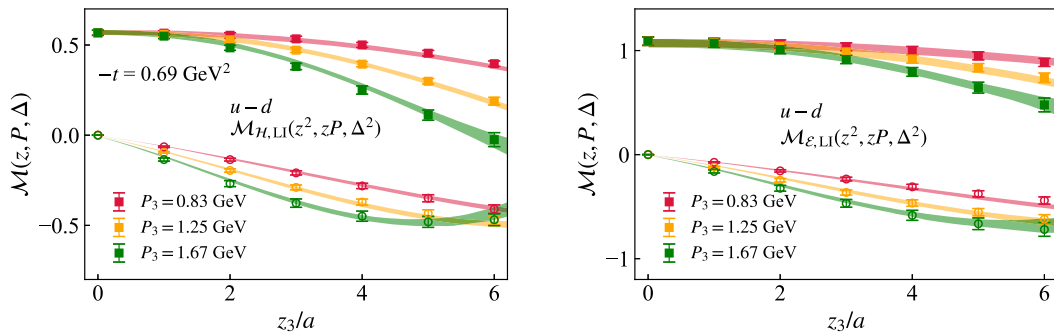 0.5
0.0
−0.5
ℳ(z, P, Δ)
−t = 0.69 GeV²
u − d
ℳ_{ℋ,LI}(z², zP, Δ²)
P₃ = 0.83 GeV
P₃ = 1.25 GeV
P₃ = 1.67 GeV
0 2 4 6
z₃/a
1
0
−1
ℳ(z, P, Δ)
u − d
ℳ_{ℰ,LI}(z², zP, Δ²)
P₃ = 0.83 GeV
P₃ = 1.25 GeV
P₃ = 1.67 GeV
0 2 4 6
z₃/a